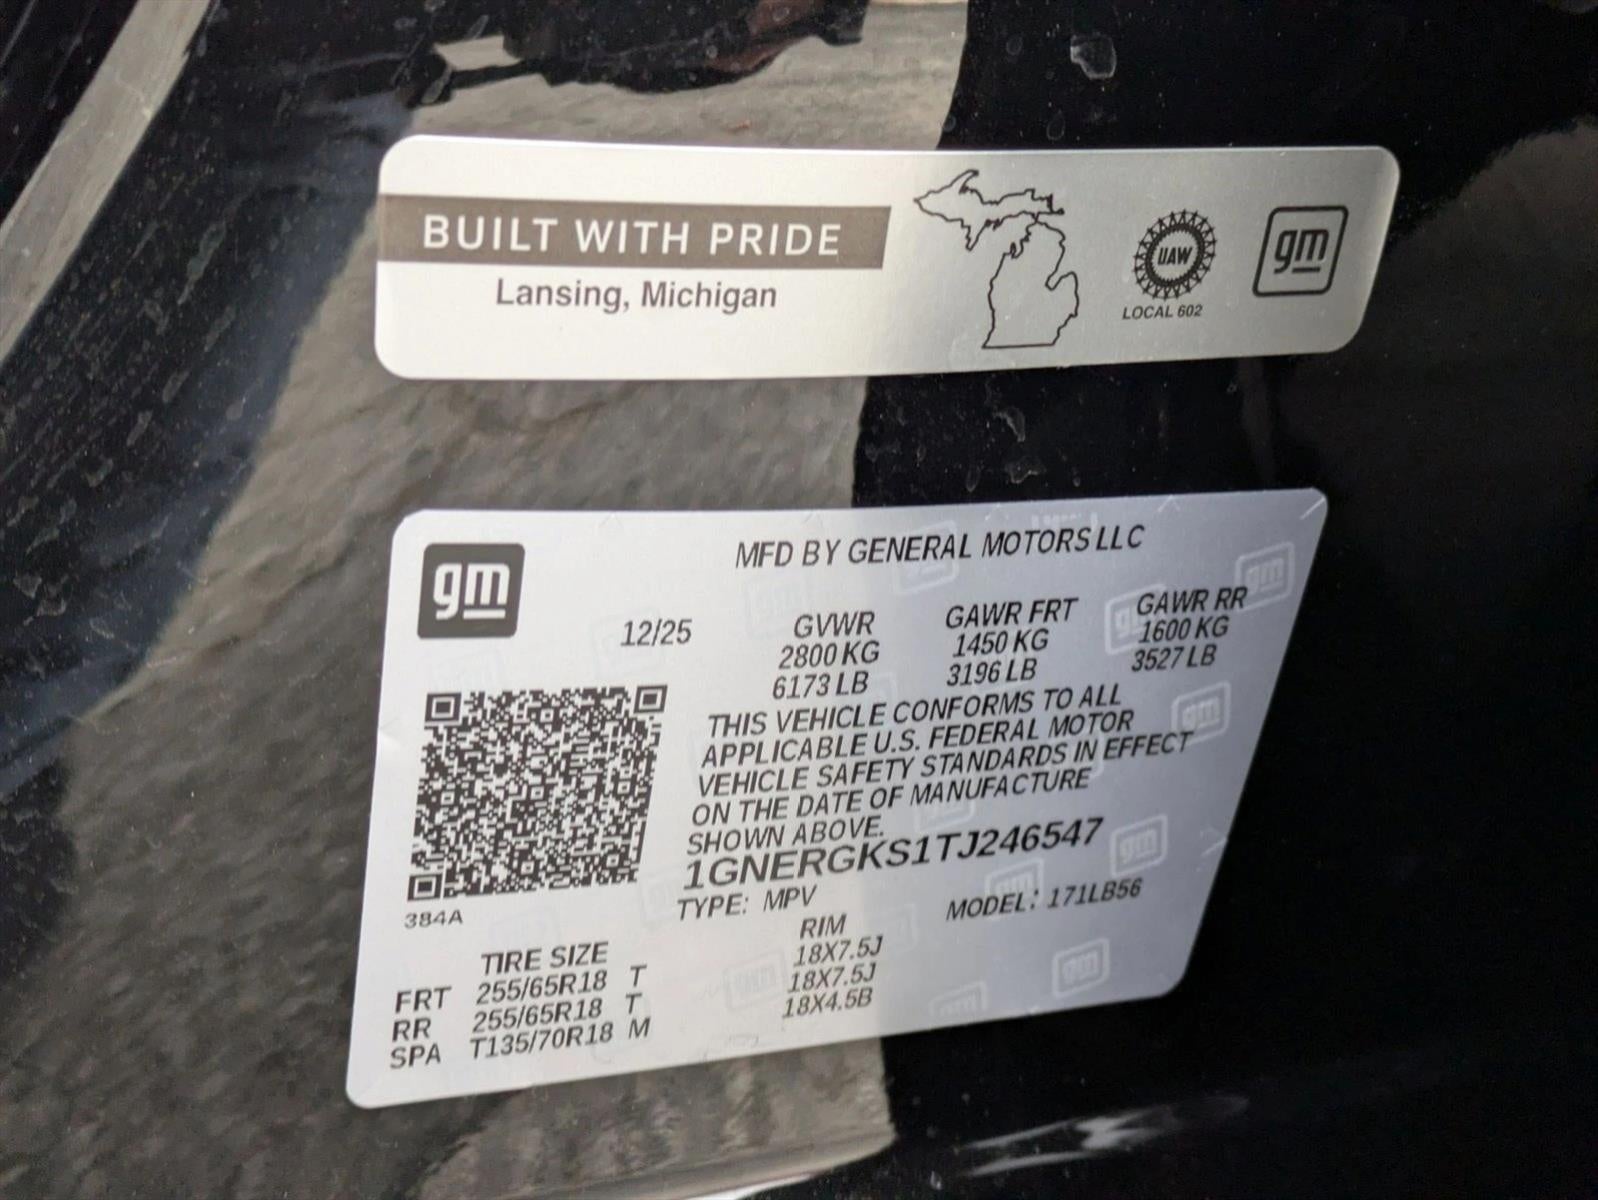 BUILT WITH PRIDE
Lansing, Michigan
UAW
LOCAL 602
gm
gm
MFD BY GENERAL MOTORS LLC
12/25 GVWR GAWR FRT GAWR RR
2800 KG 1450 KG 1600 KG
6173 LB 3196 LB 3527 LB
THIS VEHICLE CONFORMS TO ALL
APPLICABLE U.S. FEDERAL MOTOR
VEHICLE SAFETY STANDARDS IN EFFECT
ON THE DATE OF MANUFACTURE
SHOWN ABOVE.
1GNERGKS1TJ246547
TYPE: MPV MODEL: 171LB56
384A
TIRE SIZE RIM
FRT 255/65R18 T 18X7.5J
RR 255/65R18 T 18X7.5J
SPA T135/70R18 M 18X4.5B